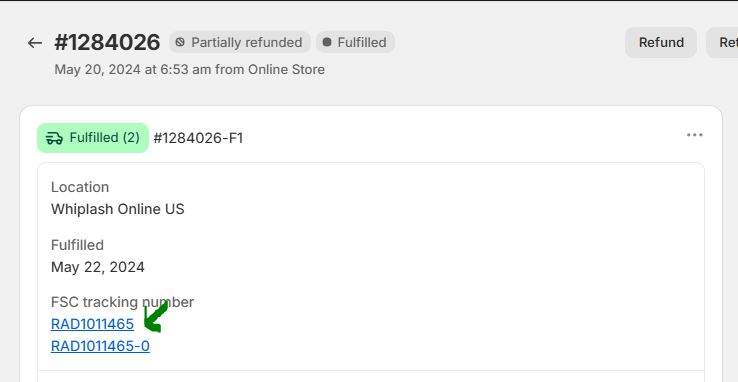 #1284026 Partially refunded Fulfilled Refund Ret
May 20, 2024 at 6:53 am from Online Store
Fulfilled (2) #1284026-F1
Location
Whiplash Online US
Fulfilled
May 22, 2024
FSC tracking number
RAD1011465
RAD1011465-0